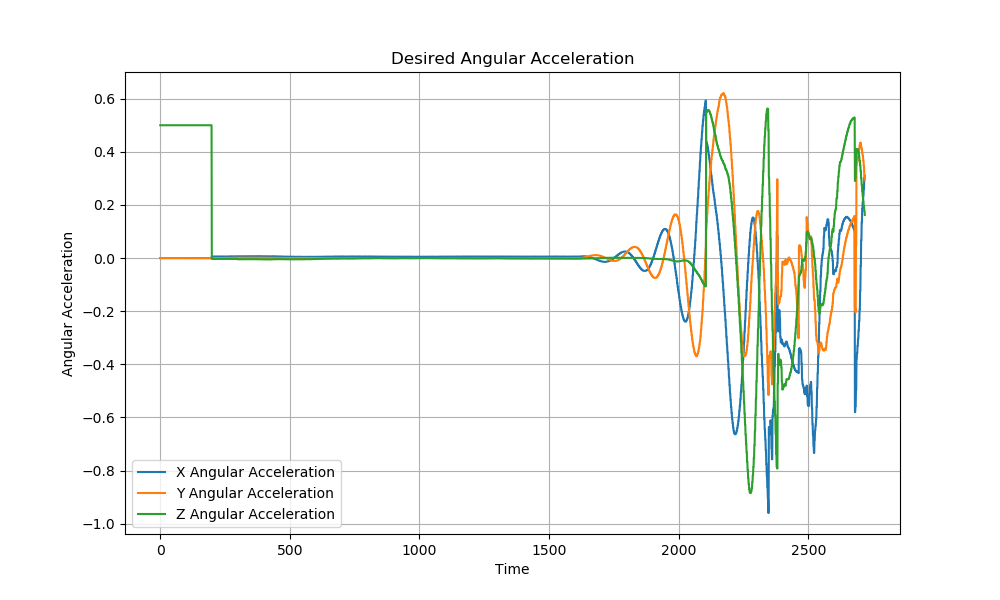 Desired Angular Acceleration
Angular Acceleration
0.6
0.4
0.2
0.0
−0.2
−0.4
−0.6
−0.8
−1.0
X Angular Acceleration
Y Angular Acceleration
Z Angular Acceleration
0 500 1000 1500 2000 2500
Time